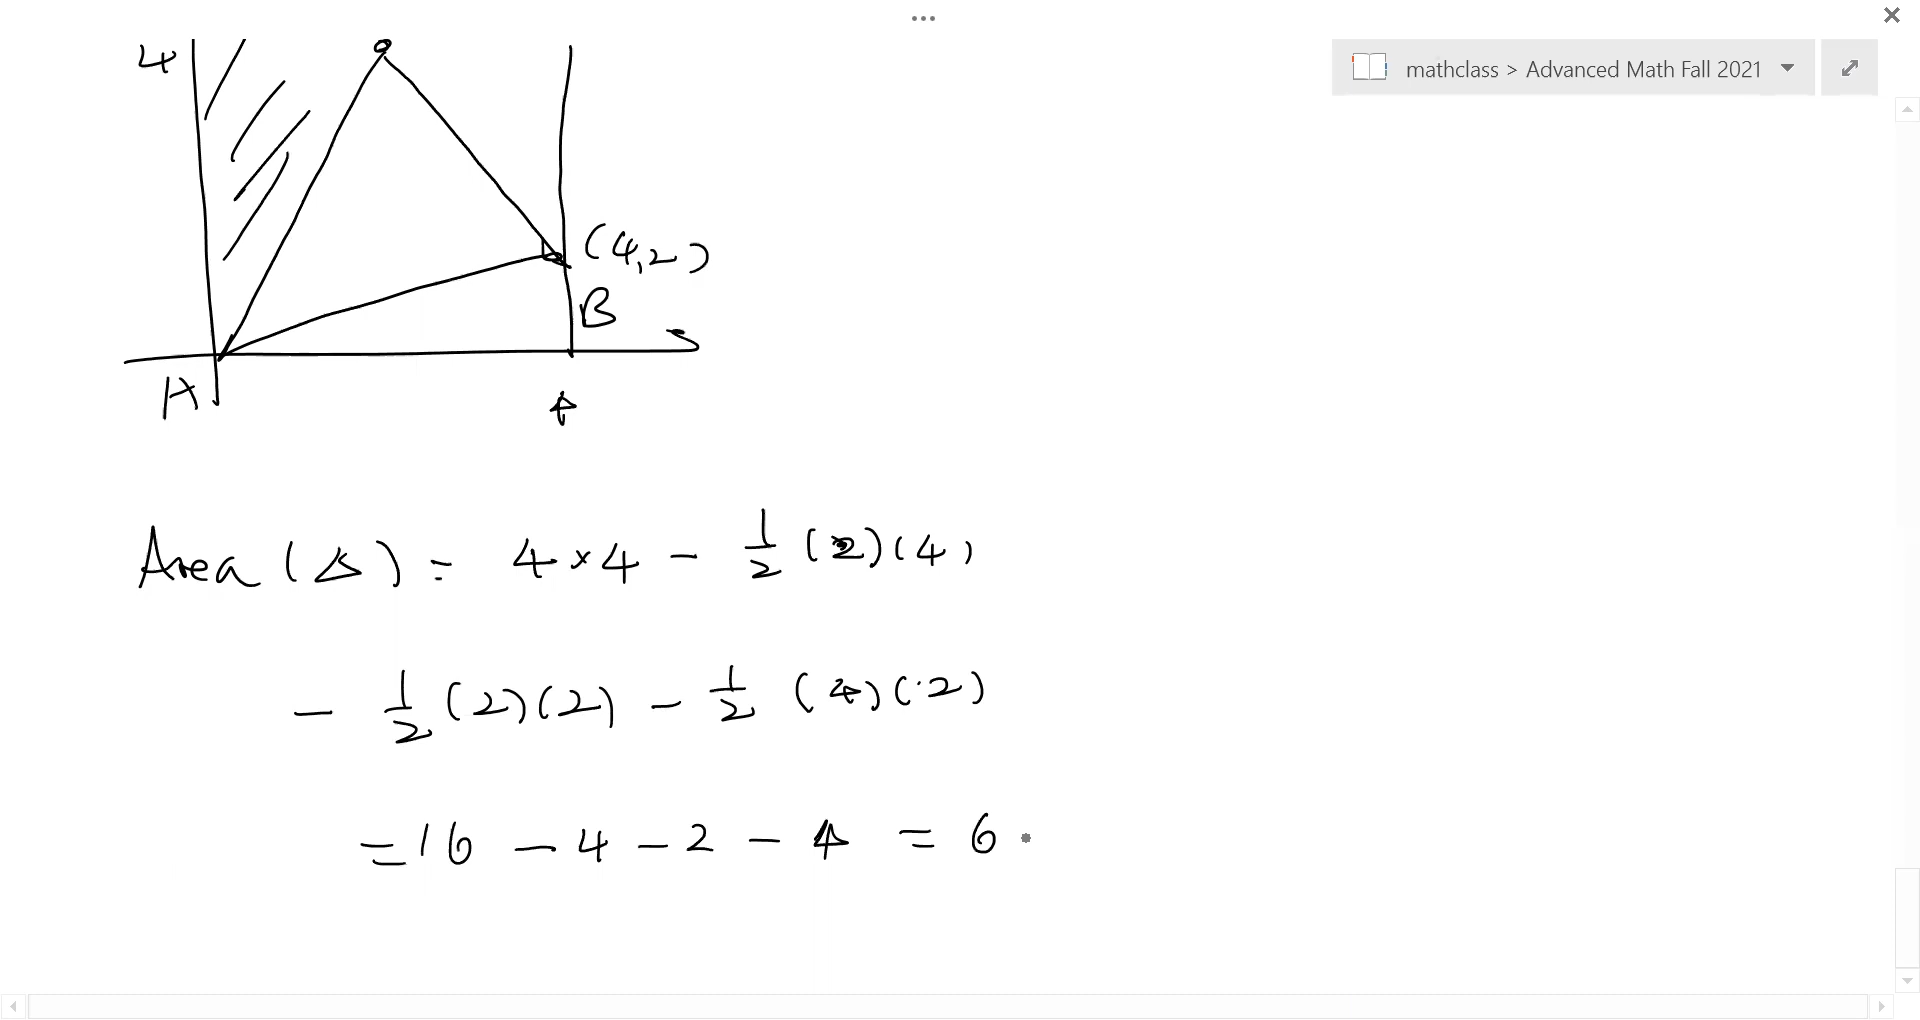 mathclass > Advanced Math Fall 2021
4
(4,2)
B
A
4
Area (Δ) = 4×4 - 1/2 (2)(4)
- 1/2 (2)(2) - 1/2 (4)(2)
= 16 - 4 - 2 - 4 = 6